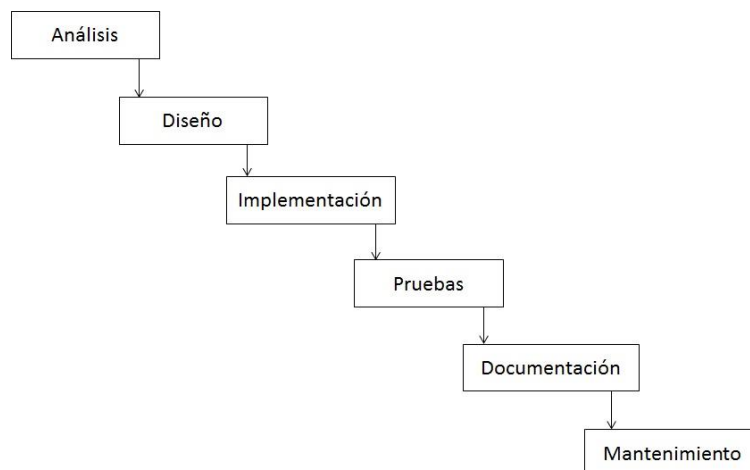 Análisis
Diseño
Implementación
Pruebas
Documentación
Mantenimiento